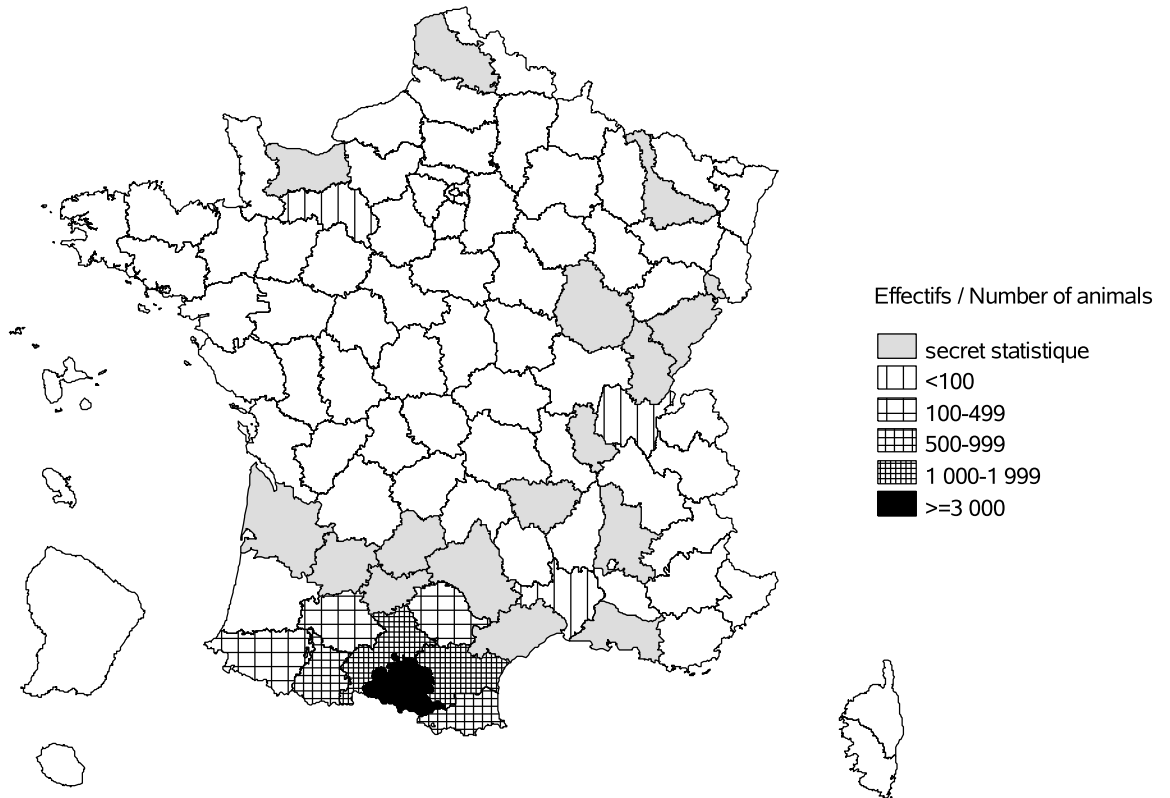 Effectifs / Number of animals
secret statistique
<100
100-499
500-999
1 000-1 999
>=3 000